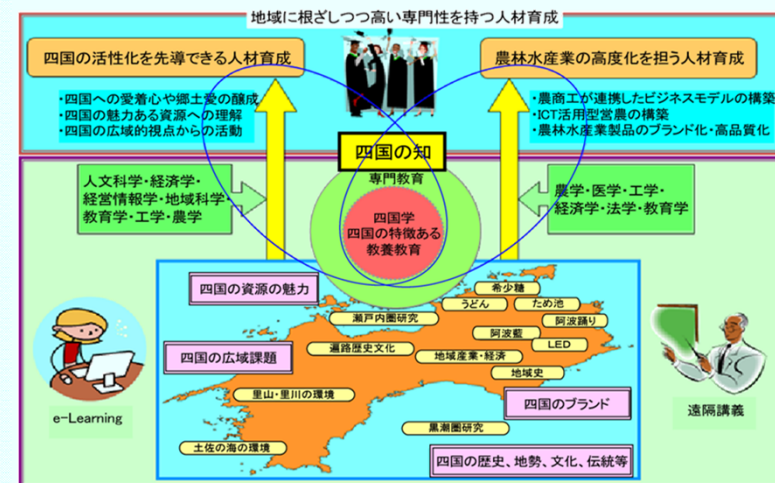 地域に根ざしつつ高い専門性を持つ人材育成
四国の活性化を先導できる人材育成
農林水産業の高度化を担う人材育成
・四国への愛着心や郷土愛の醸成
・四国の魅力ある資源への理解
・四国の広域的視点からの活動
・農商工が連携したビジネスモデルの構築
・ICT活用型営農の構築
・農林水産業製品のブランド化・高品質化
四国の知
専門教育
人文科学・経済学・
経営情報学・地域科学・
教育学・工学・農学
農学・医学・工学・
経済学・法学・教育学
四国学
四国の特徴ある
教養教育
四国の資源の魅力
希少糖
うどん
ため池
瀬戸内圏研究
阿波踊り
阿波藍
LED
遍路歴史文化
地域産業・経済
四国の広域課題
地域史
里山・里川の環境
四国のブランド
黒潮圏研究
土佐の海の環境
四国の歴史、地勢、文化、伝統等
e-Learning
遠隔講義